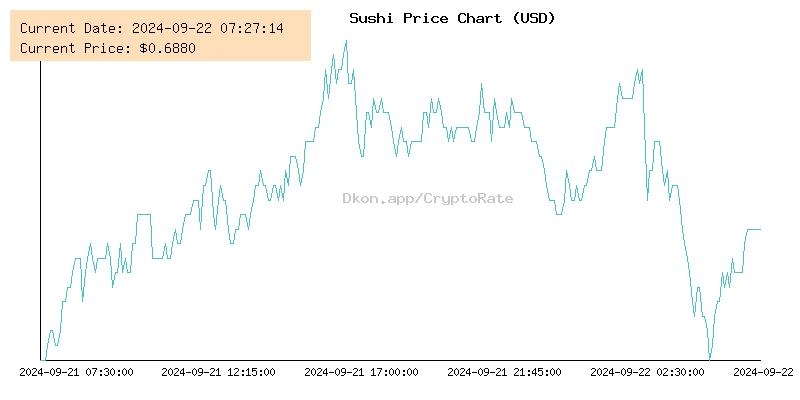 Sushi Price Chart (USD)
Current Date: 2024-09-22 07:27:14
Current Price: $0.6880
Dkon.app/CryptoRate
2024-09-21 07:30:00 2024-09-21 12:15:00 2024-09-21 17:00:00 2024-09-21 21:45:00 2024-09-22 02:30:00 2024-09-22